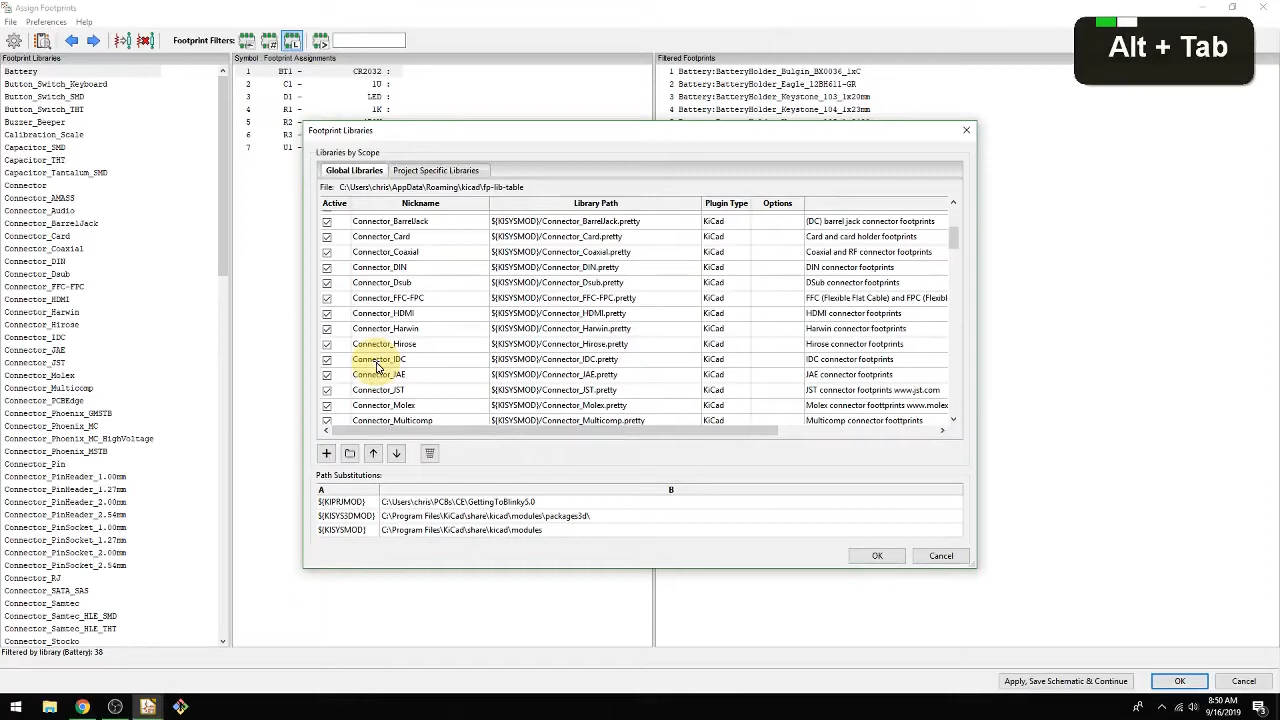 Assign Footprints
File Preferences Help
Footprint Filters:
Alt + Tab
Footprint Libraries
Battery
Button_Switch_Keyboard
Button_Switch_SMD
Button_Switch_THT
Buzzer_Beeper
Calibration_Scale
Capacitor_SMD
Capacitor_THT
Capacitor_Tantalum_SMD
Connector
Connector_AMASS
Connector_Audio
Connector_BarrelJack
Connector_Card
Connector_Coaxial
Connector_DIN
Connector_Dsub
Connector_FFC-FPC
Connector_HDMI
Connector_Harwin
Connector_Hirose
Connector_IDC
Connector_JAE
Connector_JST
Connector_Molex
Connector_Multicomp
Connector_PCBEdge
Connector_Phoenix_GMSTB
Connector_Phoenix_MC
Connector_Phoenix_MC_HighVoltage
Connector_Phoenix_MSTB
Connector_Pin
Connector_PinHeader_1.00mm
Connector_PinHeader_1.27mm
Connector_PinHeader_2.00mm
Connector_PinHeader_2.54mm
Connector_PinSocket_1.00mm
Connector_PinSocket_1.27mm
Connector_PinSocket_2.00mm
Connector_PinSocket_2.54mm
Connector_RJ
Connector_SATA_SAS
Connector_Samtec
Connector_Samtec_HLE_SMD
Connector_Samtec_HLE_THT
Connector_Stocko
Symbol : Footprint Assignments
1 BT1 - CR2032 :
2 C1 - 1U :
3 D1 - LED :
4 R1 - 1K :
5 R2
6 R3 -
7 U1 -
Filtered Footprints
1 Battery:BatteryHolder_Bulgin_BX0036_1xC
2 Battery:BatteryHolder_Eagle_12BH611-GR
3 Battery:BatteryHolder_Keystone_103_1x20mm
4 Battery:BatteryHolder_Keystone_104_1x23mm
Footprint Libraries
Libraries by Scope
Global Libraries Project Specific Libraries
File: C:\Users\chris\AppData\Roaming\kicad\fp-lib-table
Active Nickname Library Path Plugin Type Options
Connector_BarrelJack ${KISYSMOD}/Connector_BarrelJack.pretty KiCad (DC) barrel jack connector footprints
Connector_Card ${KISYSMOD}/Connector_Card.pretty KiCad Card and card holder footprints
Connector_Coaxial ${KISYSMOD}/Connector_Coaxial.pretty KiCad Coaxial and RF connector footprints
Connector_DIN ${KISYSMOD}/Connector_DIN.pretty KiCad DIN connector footprints
Connector_Dsub ${KISYSMOD}/Connector_Dsub.pretty KiCad DSub connector footprints
Connector_FFC-FPC ${KISYSMOD}/Connector_FFC-FPC.pretty KiCad FFC (Flexible Flat Cable) and FPC (Flexibl
Connector_HDMI ${KISYSMOD}/Connector_HDMI.pretty KiCad HDMI connector footprints
Connector_Harwin ${KISYSMOD}/Connector_Harwin.pretty KiCad Harwin connector footprints
Connector_Hirose ${KISYSMOD}/Connector_Hirose.pretty KiCad Hirose connector footprints
Connector_IDC ${KISYSMOD}/Connector_IDC.pretty KiCad IDC connector footprints
Connector_JAE ${KISYSMOD}/Connector_JAE.pretty KiCad JAE connector footprints
Connector_JST ${KISYSMOD}/Connector_JST.pretty KiCad JST connector footprints www.jst.com
Connector_Molex ${KISYSMOD}/Connector_Molex.pretty KiCad Molex connector foottprints www.molex
Connector_Multicomp ${KISYSMOD}/Connector_Multicomp.pretty KiCad Multicomp connector foottprints
Path Substitutions:
A B
${KIPRJMOD} C:\Users\chris\PCBs\CE\GettingToBlinky5.0
${KISYS3DMOD} C:\Program Files\KiCad\share\kicad\modules\packages3d\
${KISYSMOD} C:\Program Files\KiCad\share\kicad\modules
OK Cancel
Filtered by library (Battery): 38
Apply, Save Schematic & Continue OK Cancel
8:50 AM
9/16/2019
3